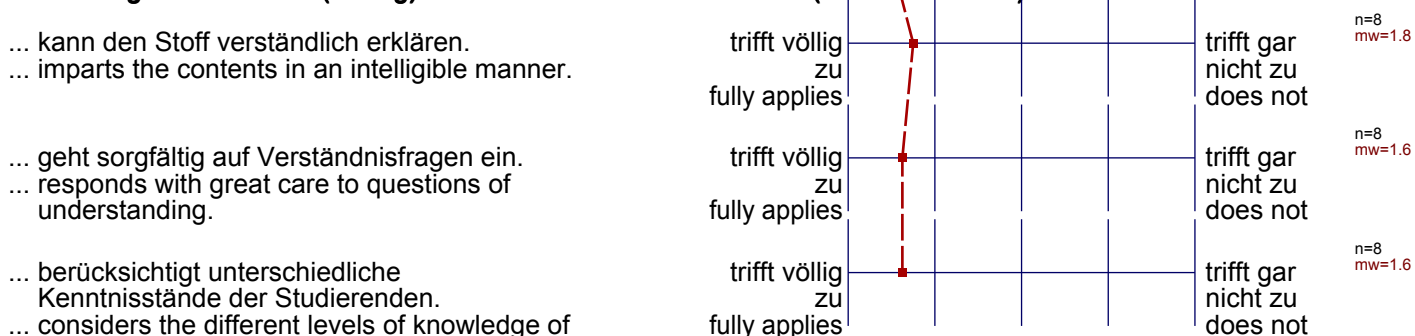 ... kann den Stoff verständlich erklären.
... imparts the contents in an intelligible manner.
trifft völlig
zu
fully applies
trifft gar
nicht zu
does not
n=8
mw=1.8
... geht sorgfältig auf Verständnisfragen ein.
... responds with great care to questions of
understanding.
trifft völlig
zu
fully applies
trifft gar
nicht zu
does not
n=8
mw=1.6
... berücksichtigt unterschiedliche
Kenntnisstände der Studierenden.
... considers the different levels of knowledge of
trifft völlig
zu
fully applies
trifft gar
nicht zu
does not
n=8
mw=1.6